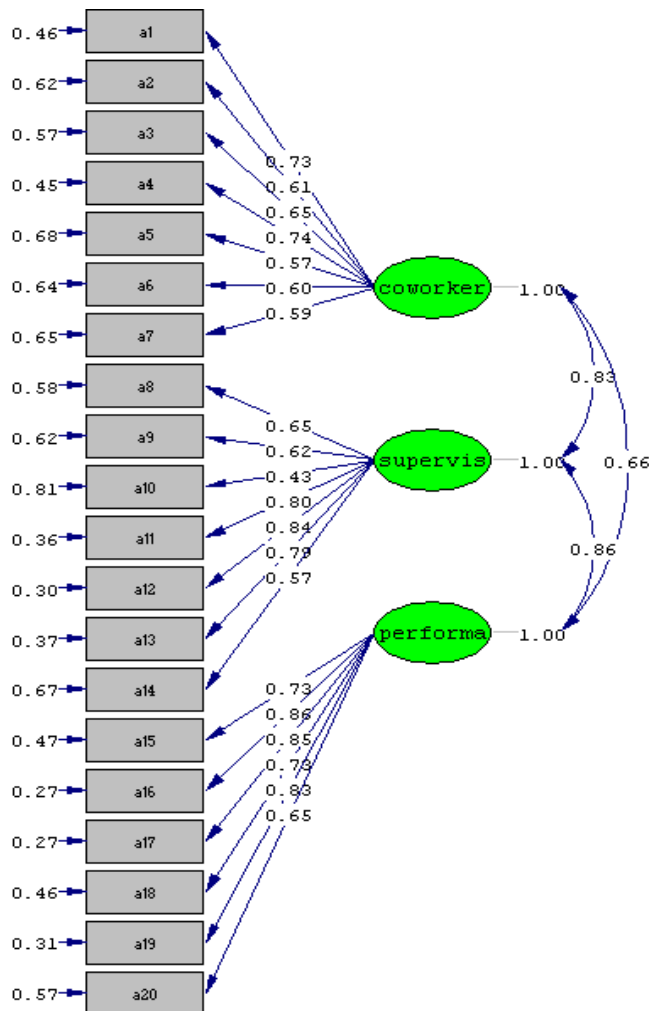 0.46 a1
0.62 a2
0.57 a3
0.73
0.45 a4
0.61
0.65
0.68 a5
0.74
0.57
0.64 a6
0.60
coworker 1.00
0.59
0.65 a7
0.58 a8
0.83
0.62 a9
0.65
0.62
supervis 1.00
0.66
0.81 a10
0.43
0.80
0.36 a11
0.84
0.79
0.86
0.57
0.30 a12
0.37 a13
performa 1.00
0.67 a14
0.73
0.86
0.47 a15
0.85
0.73
0.27 a16
0.83
0.65
0.27 a17
0.46 a18
0.31 a19
0.57 a20